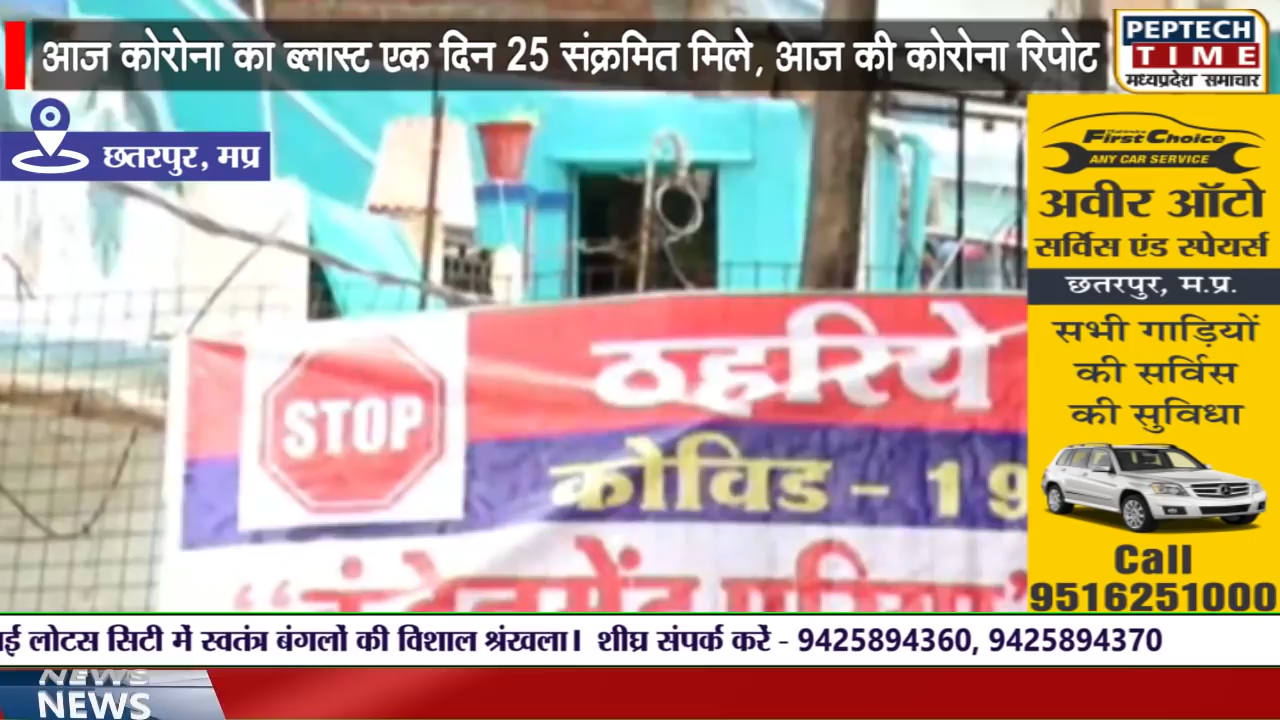 आज कोरोना का ब्लास्ट एक दिन 25 संक्रमित मिले, आज की कोरोना रिपोट
PEPTECH
TIME
मध्यप्रदेश समाचार
छतरपुर, मप्र
First Choice
ANY CAR SERVICE
अवीर ऑटो
सर्विस एंड स्पेयर्स
छतरपुर, म.प्र.
सभी गाड़ियों
की सर्विस
की सुविधा
Call
9516251000
STOP
ठहरिये
कोविड - 19
लोटस सिटी में स्वतंत्र बंगलों की विशाल श्रंखला। शीघ्र संपर्क करें - 9425894360, 9425894370
NEWS
NEWS